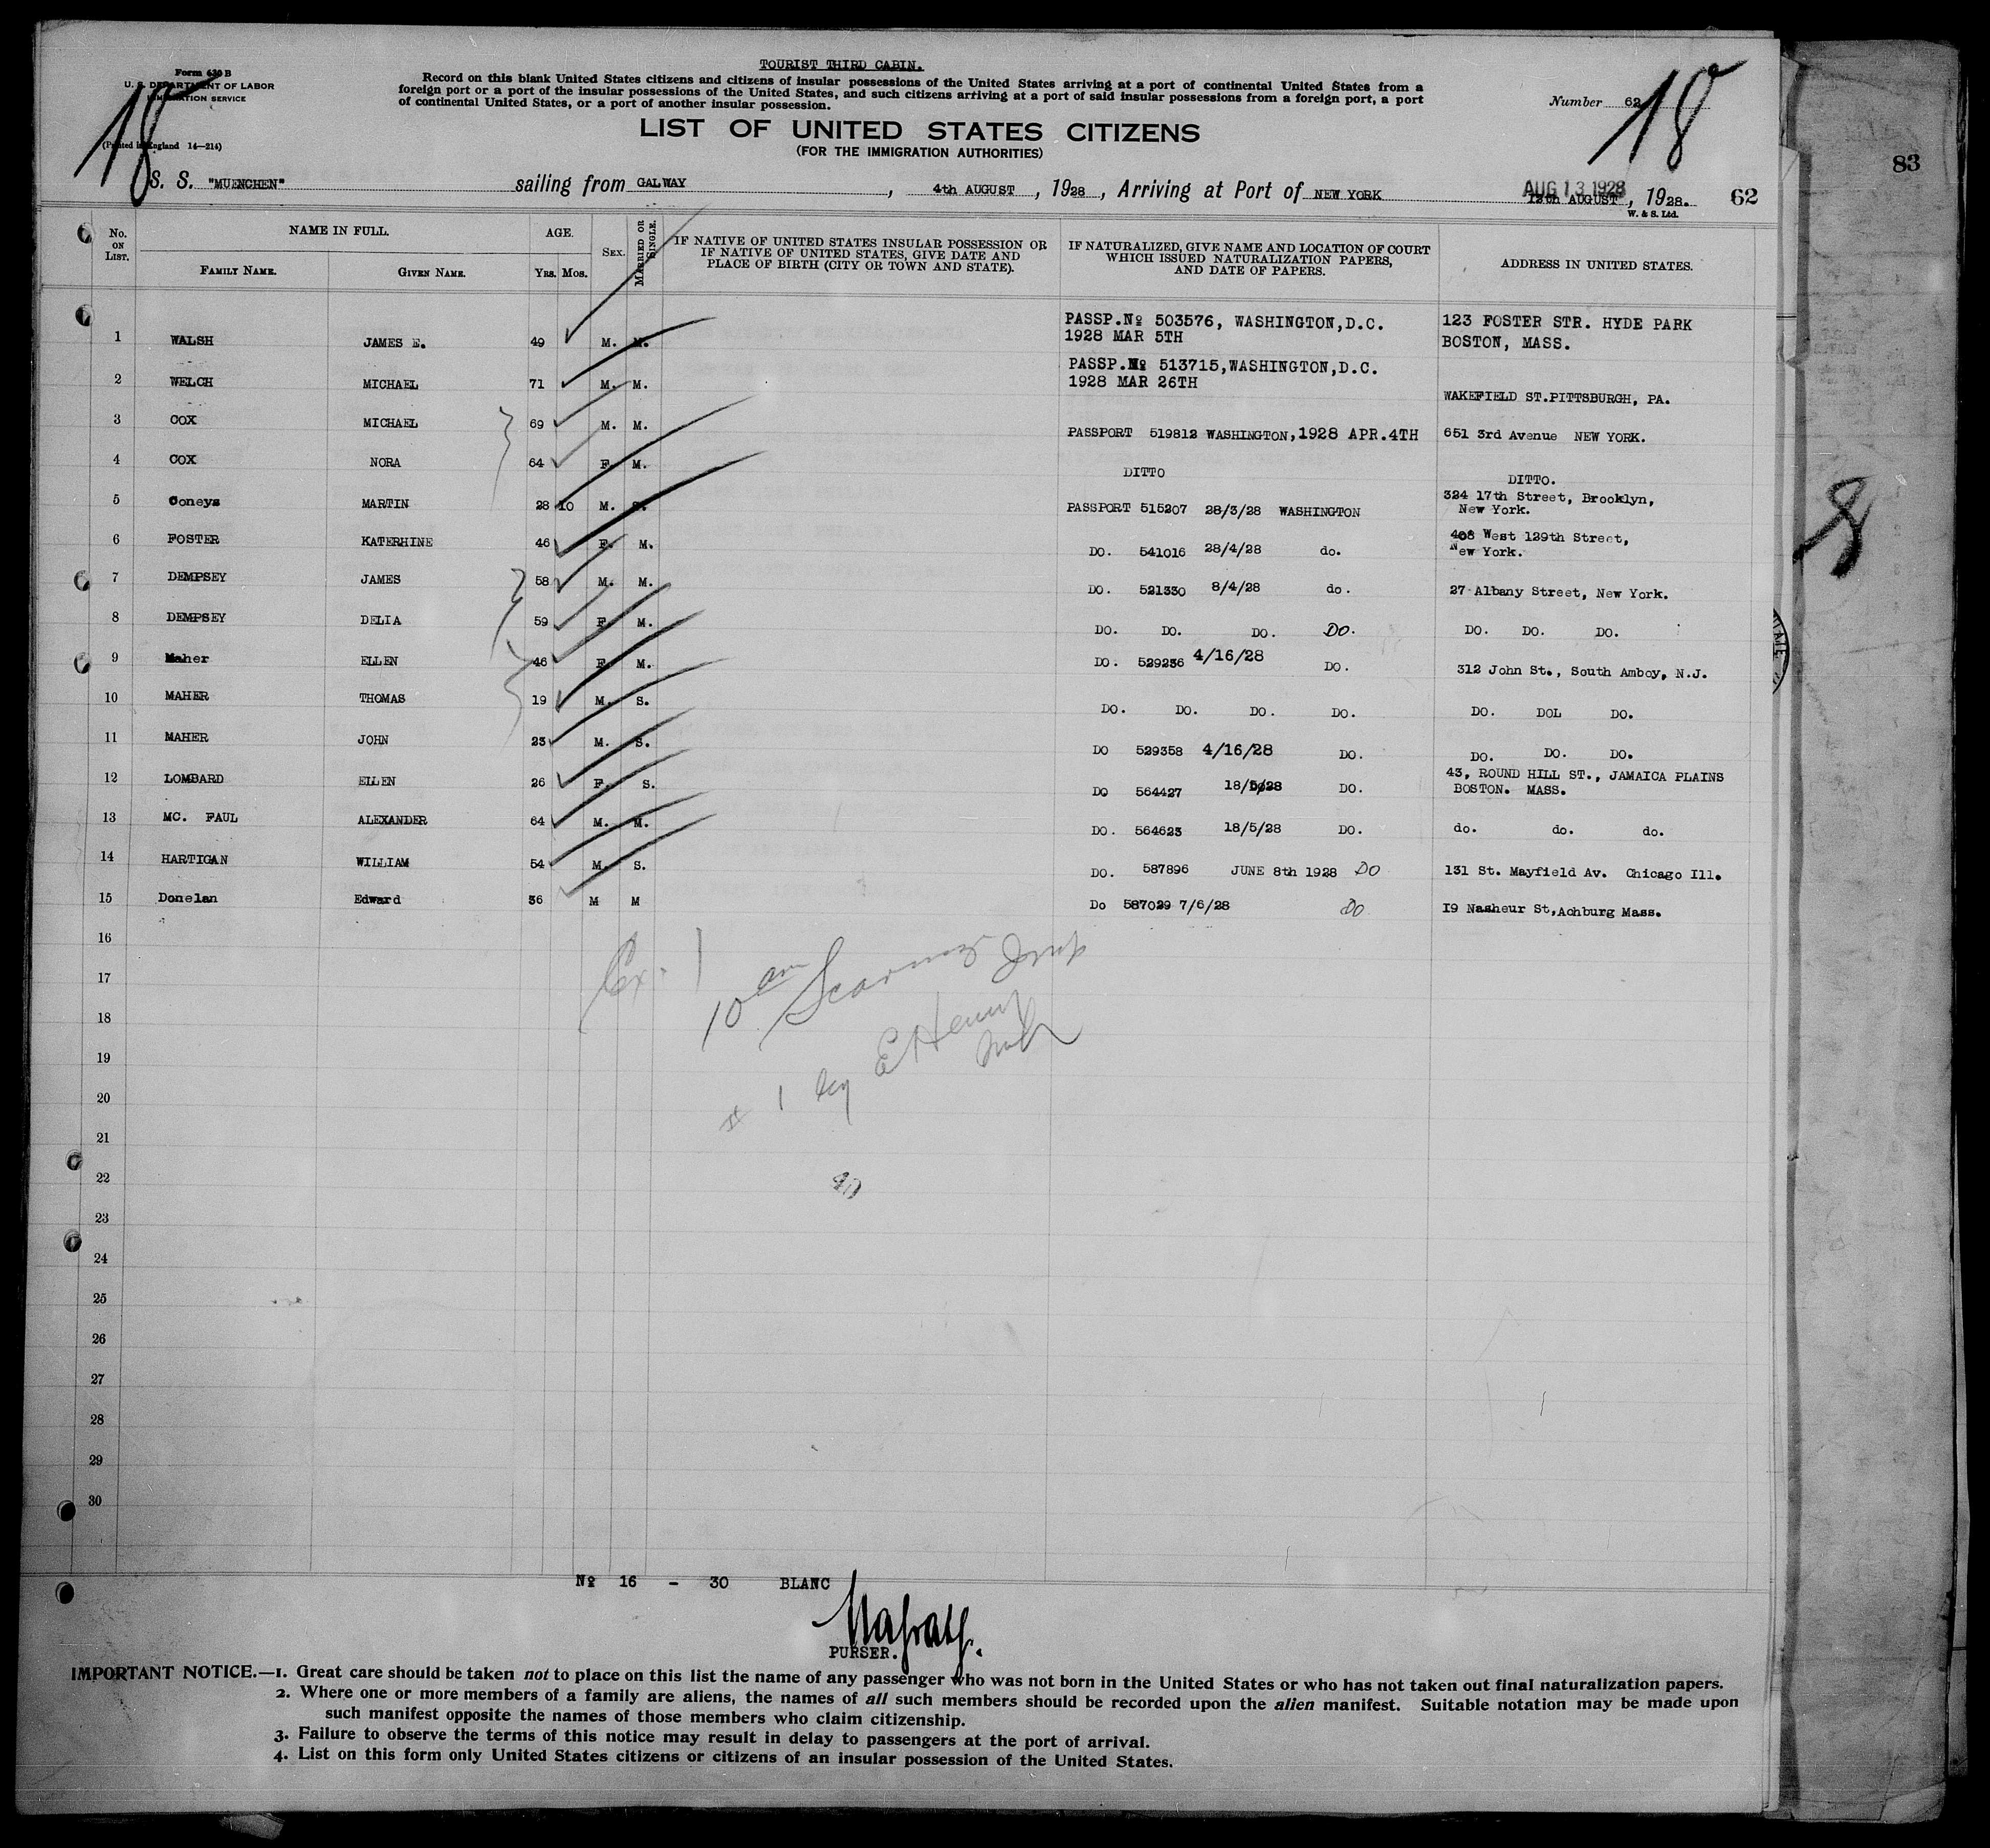 TOURIST THIRD CABIN.
Form 630 B
U. S. DEPARTMENT OF LABOR
IMMIGRATION SERVICE
(Printed in England 14—214)
18
Record on this blank United States citizens and citizens of insular possessions of the United States arriving at a port of continental United States from a
foreign port or a port of the insular possessions of the United States, and such citizens arriving at a port of said insular possessions from a foreign port, a port
of continental United States, or a port of another insular possession.
Number 62
18
LIST OF UNITED STATES CITIZENS
(FOR THE IMMIGRATION AUTHORITIES)
83
S. S. "MUENCHEN" sailing from GALWAY, 4th AUGUST, 1928, Arriving at Port of NEW YORK AUG 13 1928 AUGUST, 1928. 62
W. & S. Ltd.
No. ON LIST. NAME IN FULL. AGE. SEX. MARRIED OR SINGLE.
FAMILY NAME. GIVEN NAME. YRS. MOS.
IF NATIVE OF UNITED STATES INSULAR POSSESSION OR
IF NATIVE OF UNITED STATES, GIVE DATE AND
PLACE OF BIRTH (CITY OR TOWN AND STATE).
IF NATURALIZED, GIVE NAME AND LOCATION OF COURT
WHICH ISSUED NATURALIZATION PAPERS,
AND DATE OF PAPERS.
ADDRESS IN UNITED STATES.
1 WALSH JAMES E. 49 M. M. PASSP.Nº 503576, WASHINGTON,D.C. 123 FOSTER STR. HYDE PARK
1928 MAR 5TH BOSTON, MASS.
2 WELCH MICHAEL 71 M. M. PASSP.Nº 513715,WASHINGTON,D.C.
1928 MAR 26TH WAKEFIELD ST.PITTSBURGH, PA.
3 COX MICHAEL 69 M. M. PASSPORT 519812 WASHINGTON,1928 APR.4TH 651 3rd Avenue NEW YORK.
4 COX NORA 64 F. M. DITTO DITTO.
5 Coneys MARTIN 28 10 M. S. PASSPORT 515207 28/3/28 WASHINGTON 324 17th Street, Brooklyn,
New York.
6 FOSTER KATERHINE 46 F. M. DO. 541016 28/4/28 do. 408 West 129th Street,
New York.
7 DEMPSEY JAMES 58 M. M. DO. 521330 8/4/28 do. 27 Albany Street, New York.
8 DEMPSEY DELIA 59 F. M. DO. DO. DO. DO. DO. DO. DO.
9 Maher ELLEN 46 F. M. DO. 529236 4/16/28 DO. 312 John St., South Amboy, N.J.
10 MAHER THOMAS 19 M. S. DO. DO. DO. DO. DO. DOL DO.
11 MAHER JOHN 23 M. S. DO 529358 4/16/28 DO. DO. DO. DO.
12 LOMBARD ELLEN 26 F. S. DO 564427 18/5/28 DO. 43, ROUND HILL ST., JAMAICA PLAINS
BOSTON. MASS.
13 MC. FAUL ALEXANDER 64 M. M. DO. 564623 18/5/28 DO. do. do. do.
14 HARTIGAN WILLIAM 54 M. S. DO. 587896 JUNE 8th 1928 DO 131 St. Mayfield Av. Chicago Ill.
15 Donelan Edward 36 M M Do 587029 7/6/28 DO 19 Nasheur St,Achburg Mass.
16
17
18
19
20
21
22
23
24
25
26
27
28
29
30
10 am
1 by E Henry
8
Nº 16 - 30 BLANC
PURSER.
IMPORTANT NOTICE.—1. Great care should be taken not to place on this list the name of any passenger who was not born in the United States or who has not taken out final naturalization papers.
2. Where one or more members of a family are aliens, the names of all such members should be recorded upon the alien manifest. Suitable notation may be made upon
such manifest opposite the names of those members who claim citizenship.
3. Failure to observe the terms of this notice may result in delay to passengers at the port of arrival.
4. List on this form only United States citizens or citizens of an insular possession of the United States.